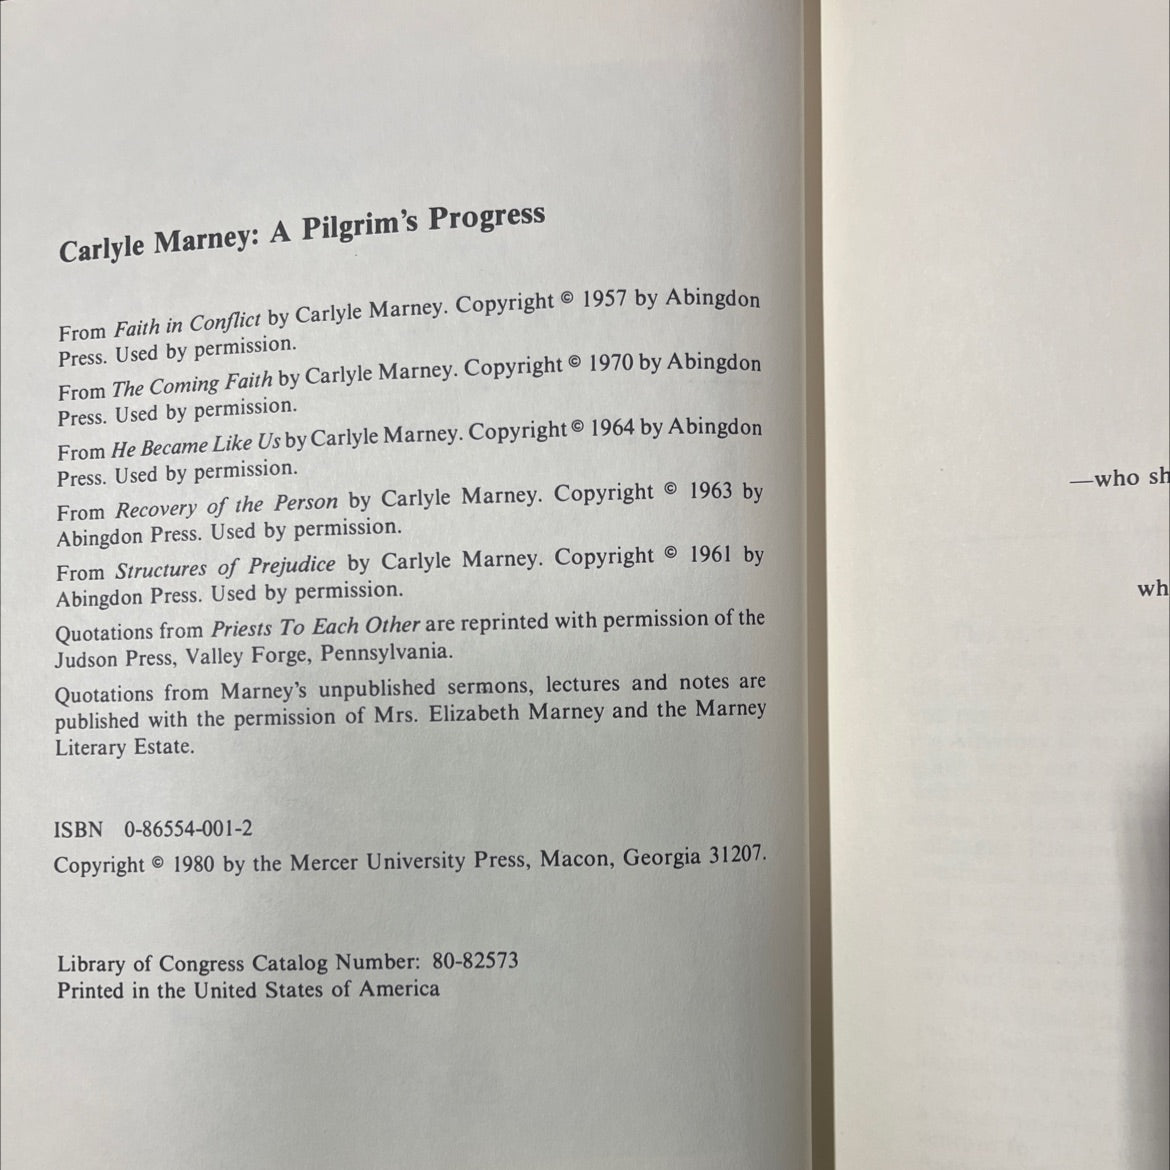 Carlyle Marney: A Pilgrim's Progress
From Faith in Conflict by Carlyle Marney. Copyright © 1957 by Abingdon
Press. Used by permission.
From The Coming Faith by Carlyle Marney. Copyright © 1970 by Abingdon
Press. Used by permission.
From He Became Like Us by Carlyle Marney. Copyright © 1964 by Abingdon
Press. Used by permission.
From Recovery of the Person by Carlyle Marney. Copyright © 1963 by
Abingdon Press. Used by permission.
From Structures of Prejudice by Carlyle Marney. Copyright © 1961 by
Abingdon Press. Used by permission.
Quotations from Priests To Each Other are reprinted with permission of the
Judson Press, Valley Forge, Pennsylvania.
Quotations from Marney's unpublished sermons, lectures and notes are
published with the permission of Mrs. Elizabeth Marney and the Marney
Literary Estate.
ISBN 0-86554-001-2
Copyright © 1980 by the Mercer University Press, Macon, Georgia 31207.
Library of Congress Catalog Number: 80-82573
Printed in the United States of America
—who sh
wh